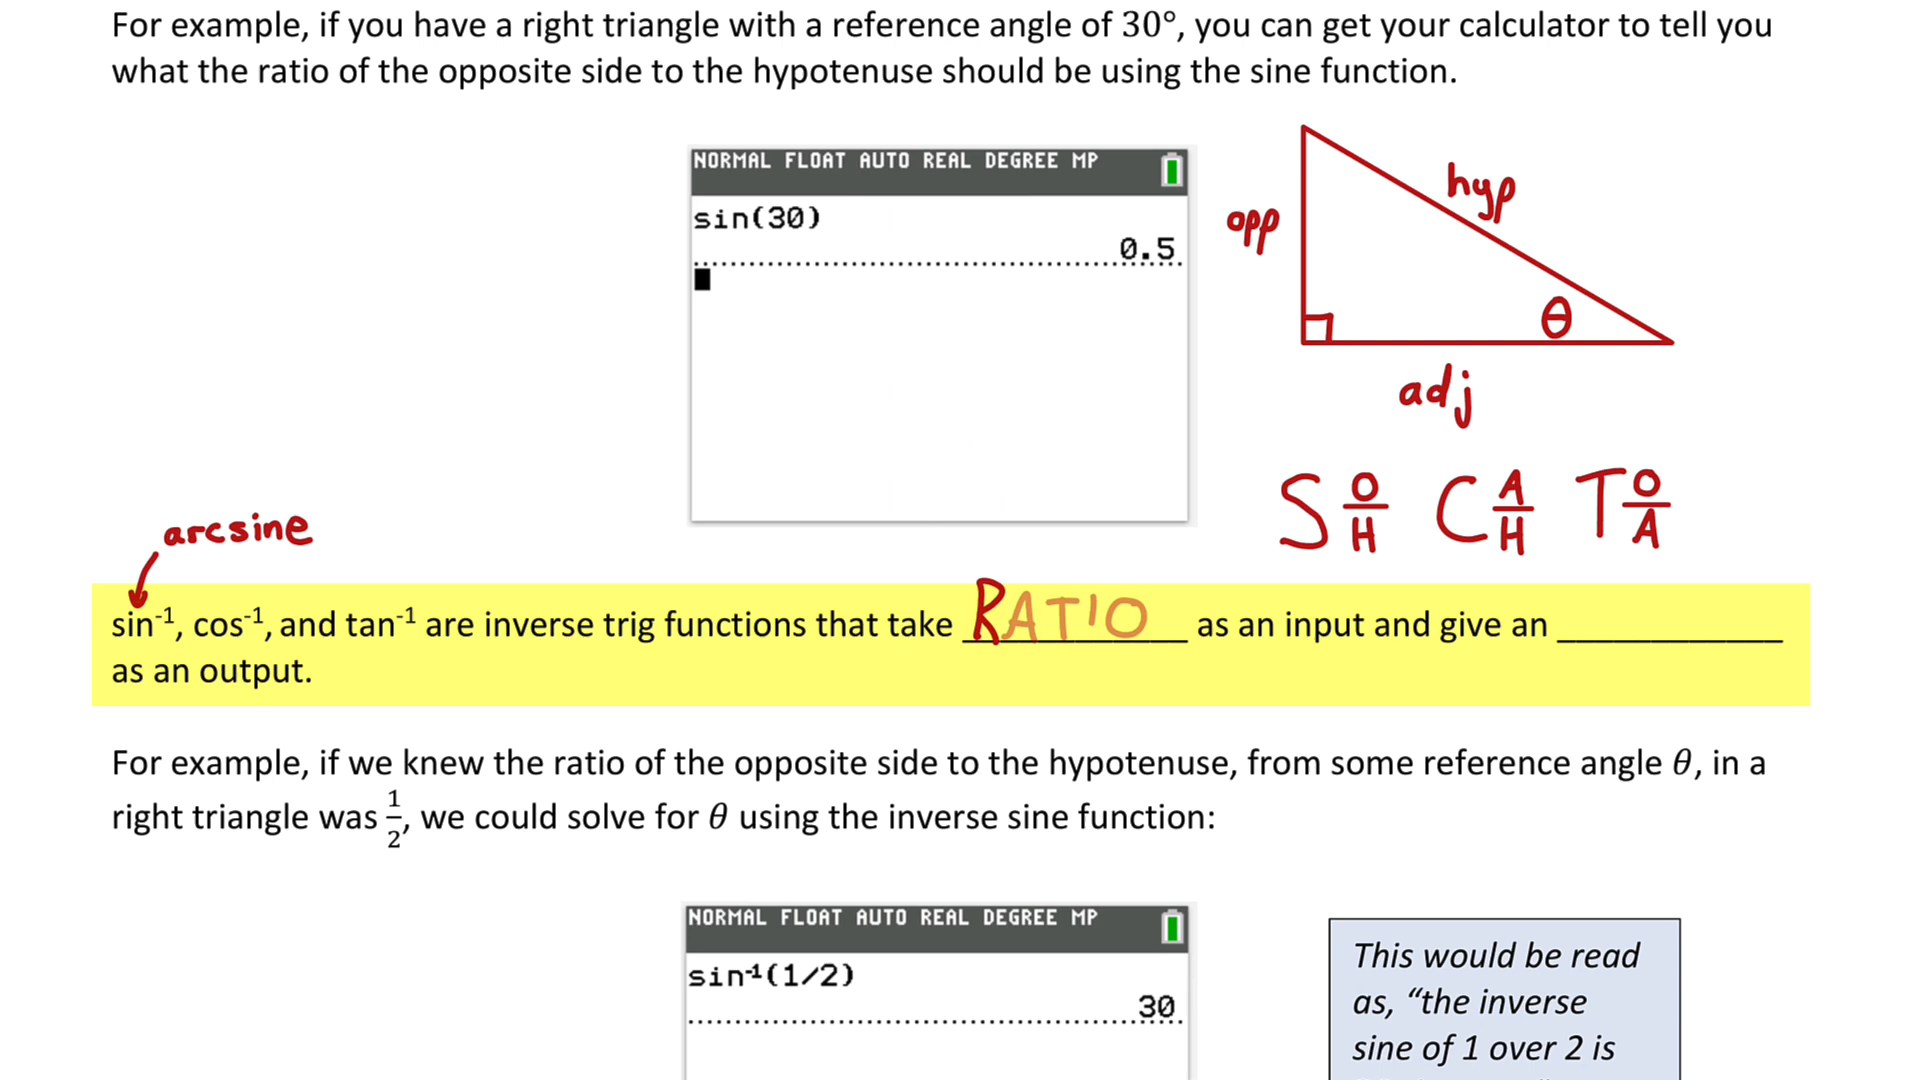 For example, if you have a right triangle with a reference angle of 30°, you can get your calculator to tell you
what the ratio of the opposite side to the hypotenuse should be using the sine function.
NORMAL FLOAT AUTO REAL DEGREE MP
sin(30)
0.5
opp
hyp
θ
adj
S O/H C A/H T O/A
arcsine
sin⁻¹, cos⁻¹, and tan⁻¹ are inverse trig functions that take RATIO as an input and give an ____________
as an output.
For example, if we knew the ratio of the opposite side to the hypotenuse, from some reference angle θ, in a
right triangle was 1/2, we could solve for θ using the inverse sine function:
NORMAL FLOAT AUTO REAL DEGREE MP
sin⁻¹(1/2)
30
This would be read
as, “the inverse
sine of 1 over 2 is